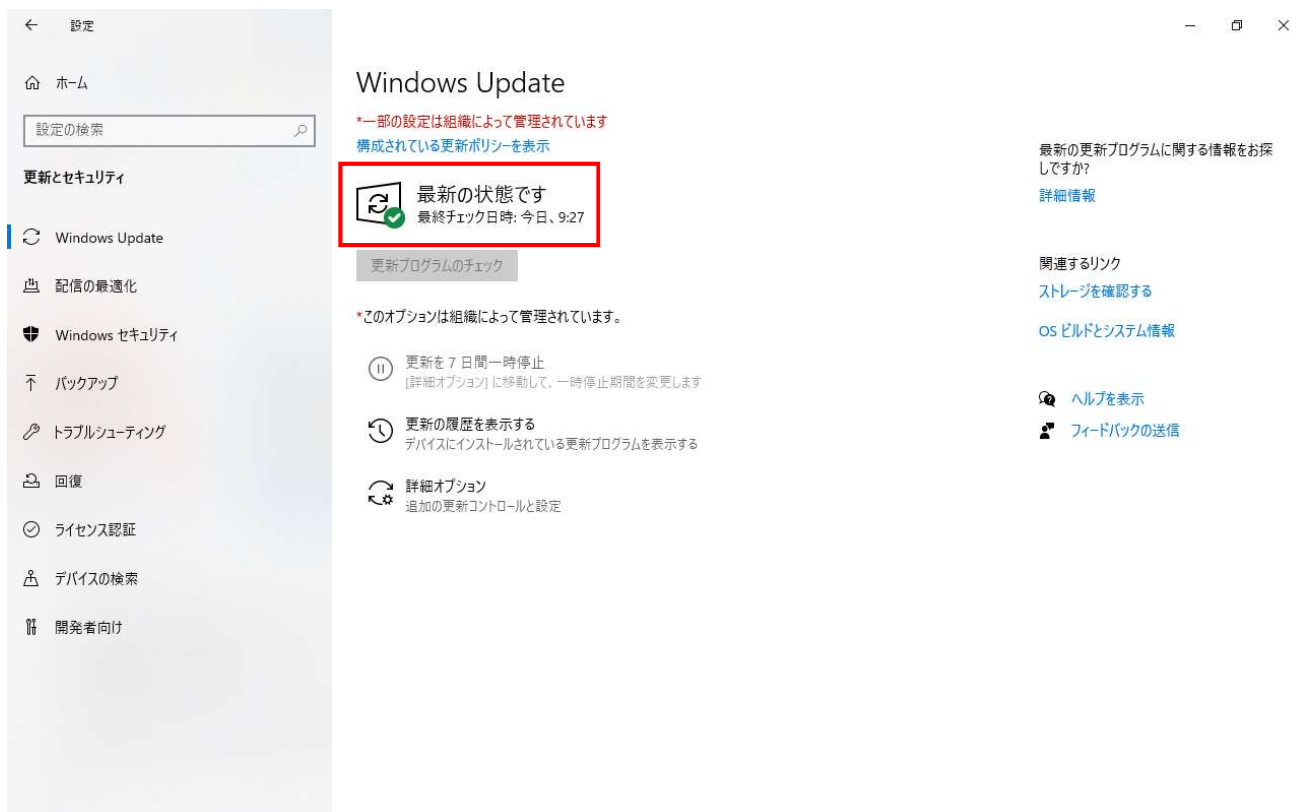 設定
ホーム
設定の検索
更新とセキュリティ
Windows Update
配信の最適化
Windows セキュリティ
バックアップ
トラブルシューティング
回復
ライセンス認証
デバイスの検索
開発者向け
Windows Update
*一部の設定は組織によって管理されています
構成されている更新ポリシーを表示
最新の状態です
最終チェック日時: 今日、9:27
更新プログラムのチェック
*このオプションは組織によって管理されています。
更新を 7 日間一時停止
[詳細オプション] に移動して、一時停止期間を変更します
更新の履歴を表示する
デバイスにインストールされている更新プログラムを表示する
詳細オプション
追加の更新コントロールと設定
最新の更新プログラムに関する情報をお探
しですか?
詳細情報
関連するリンク
ストレージを確認する
OS ビルドとシステム情報
ヘルプを表示
フィードバックの送信